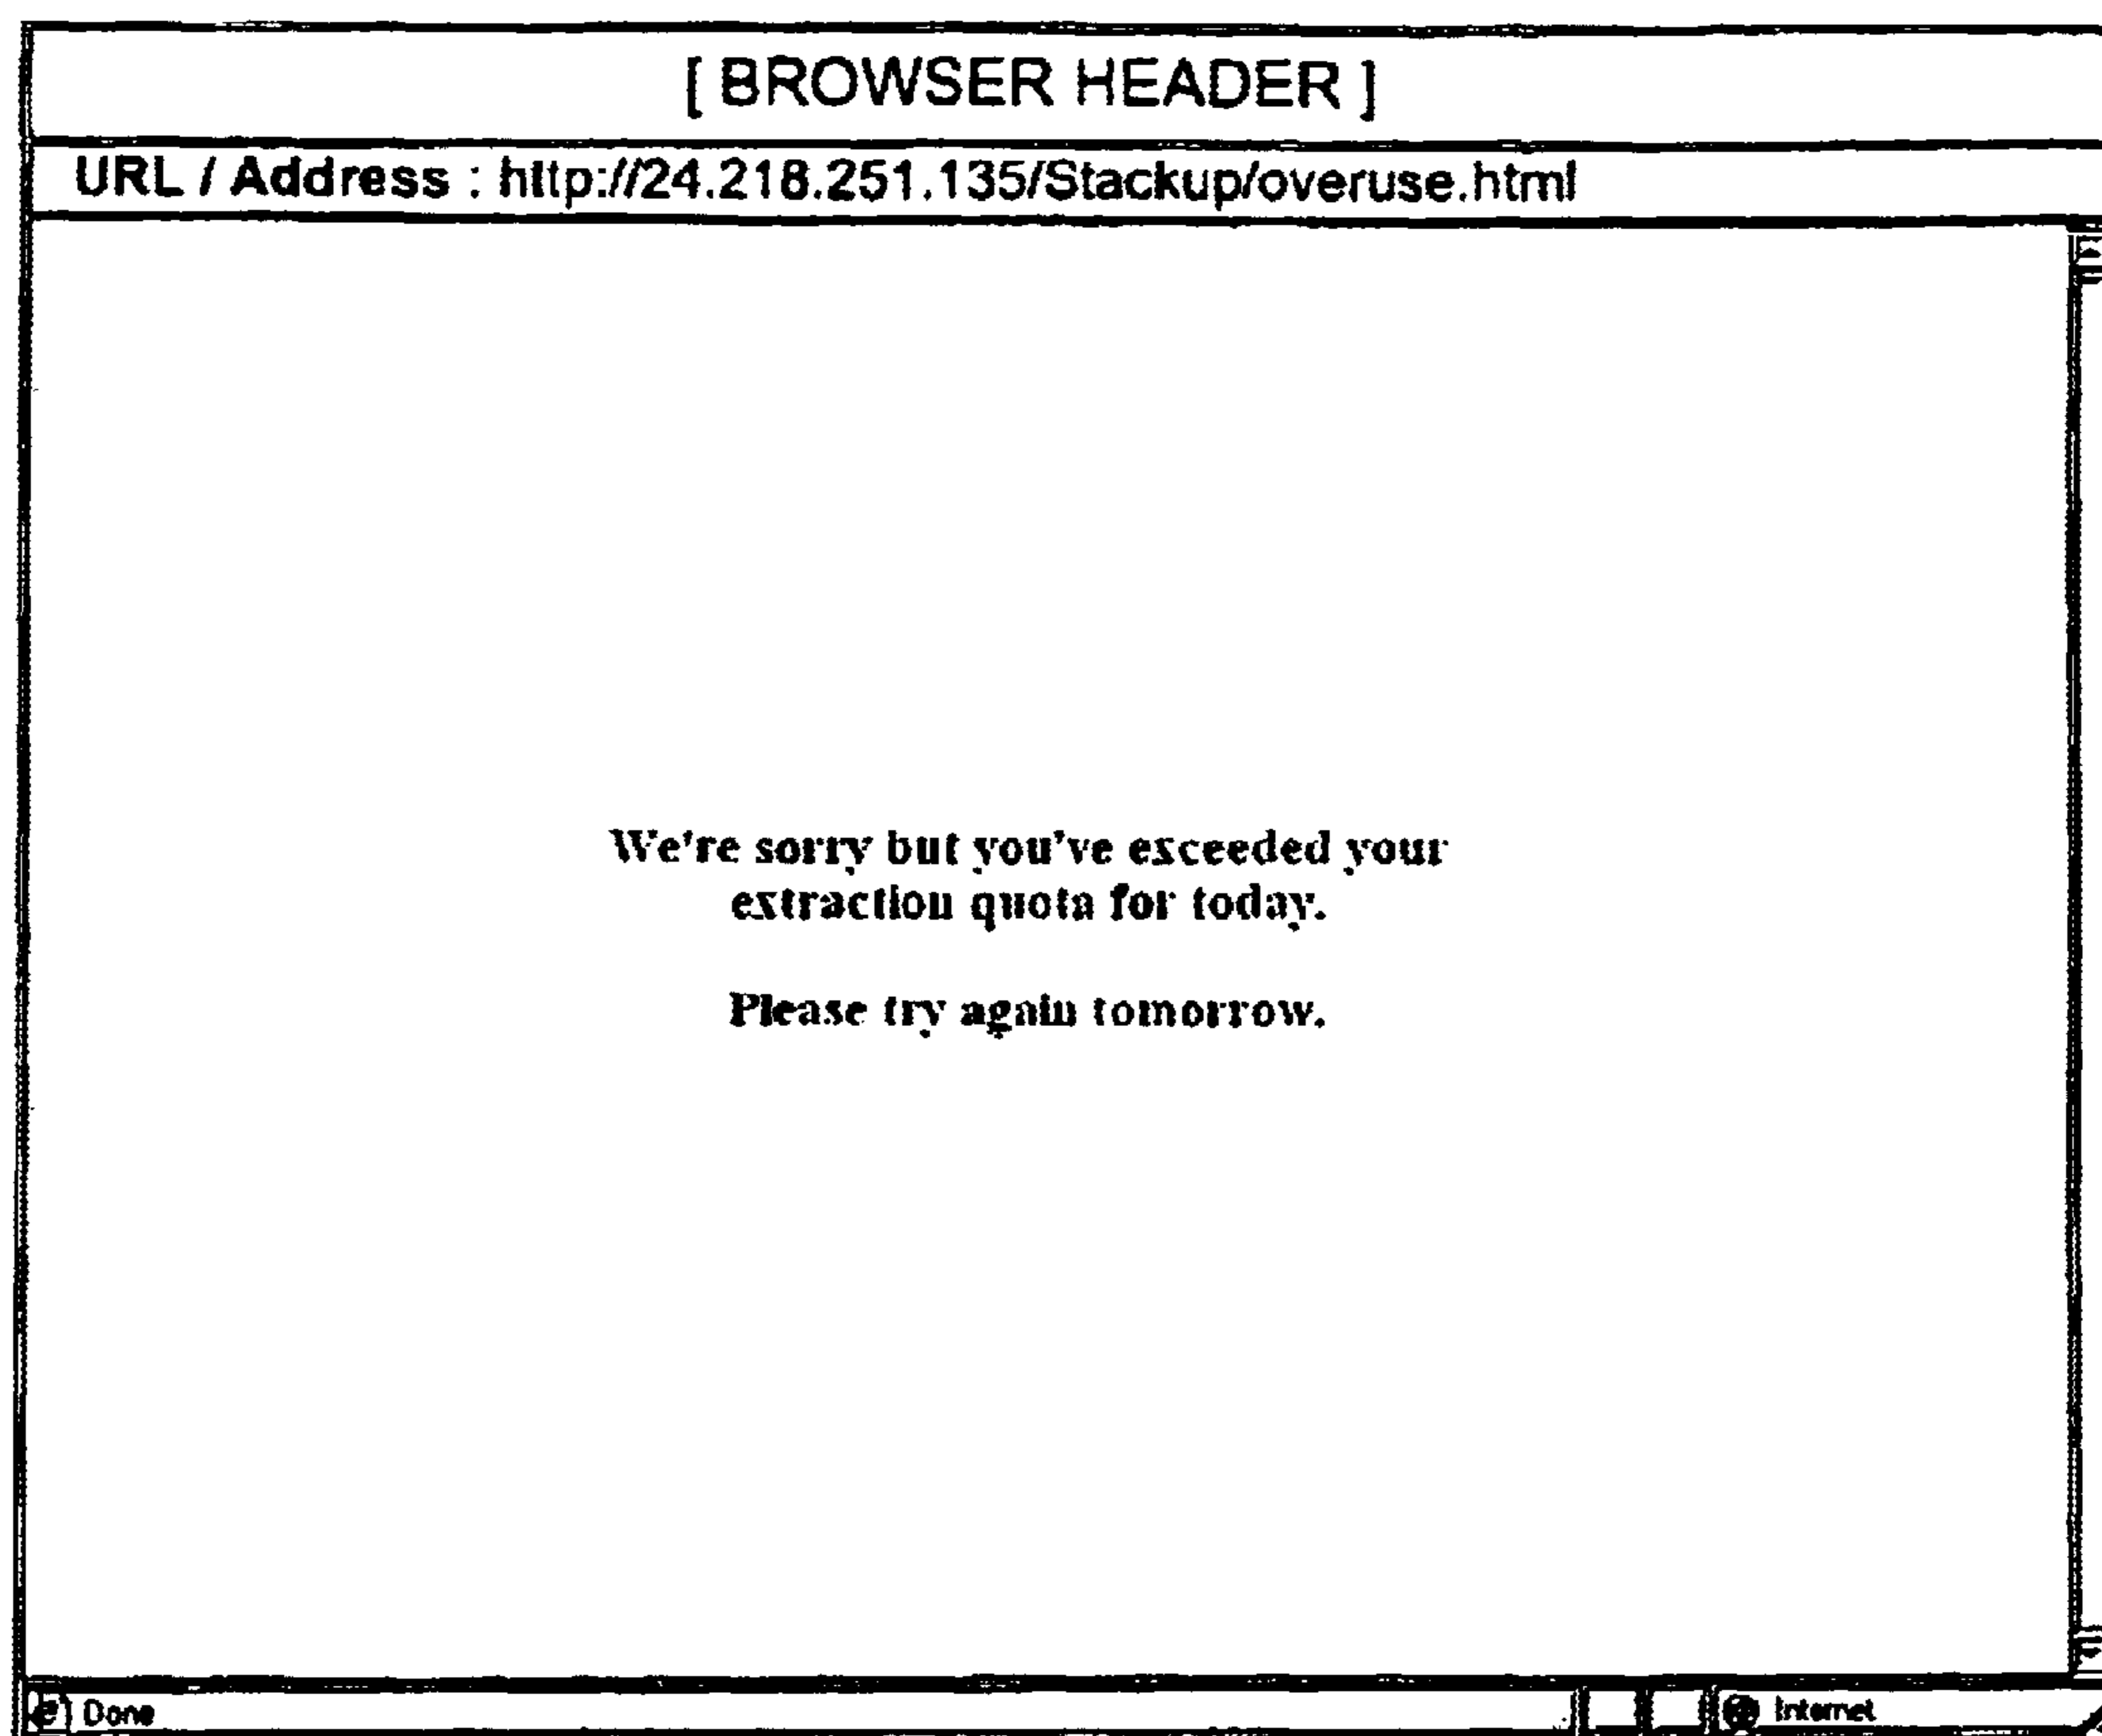 [ BROWSER HEADER ]
URL / Address : http://24.218.251.135/Stackup/overuse.html
We're sorry but you've exceeded your
extraction quota for today.
Please try again tomorrow.
Done
Internet